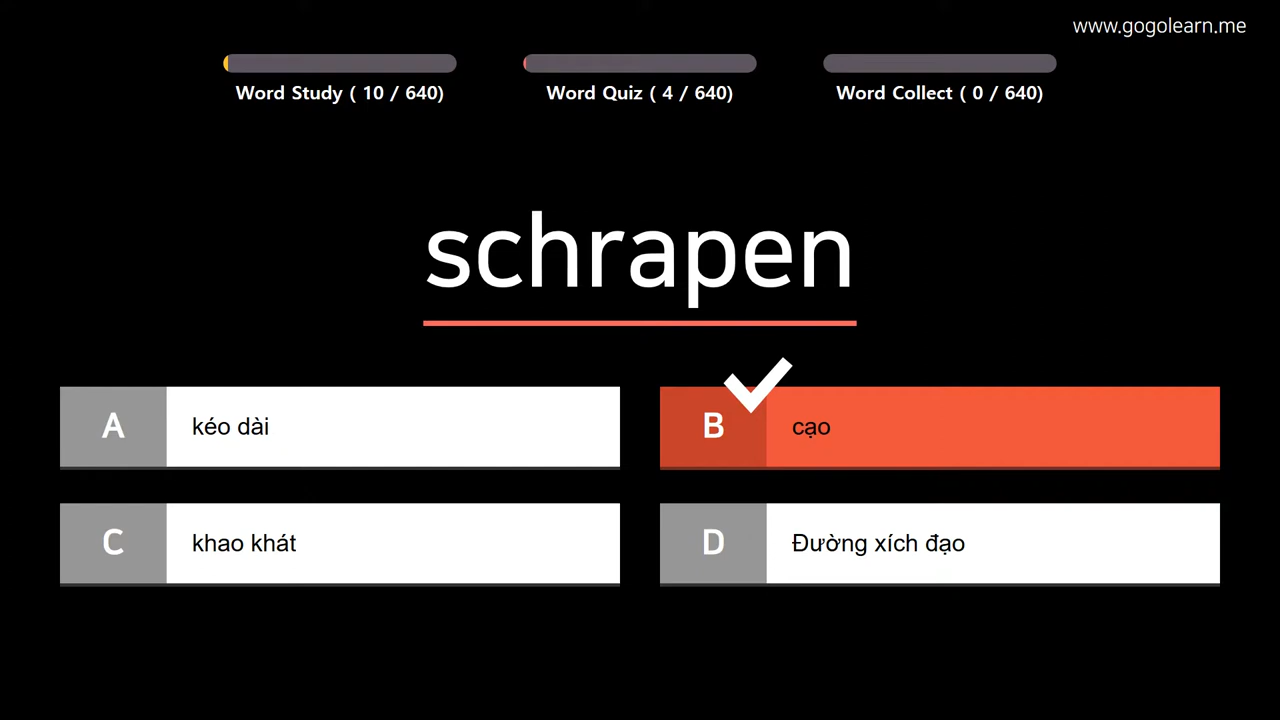 www.gogolearn.me
Word Study ( 10 / 640)
Word Quiz ( 4 / 640)
Word Collect ( 0 / 640)
schrapen
A kéo dài
B cạo
C khao khát
D Đường xích đạo